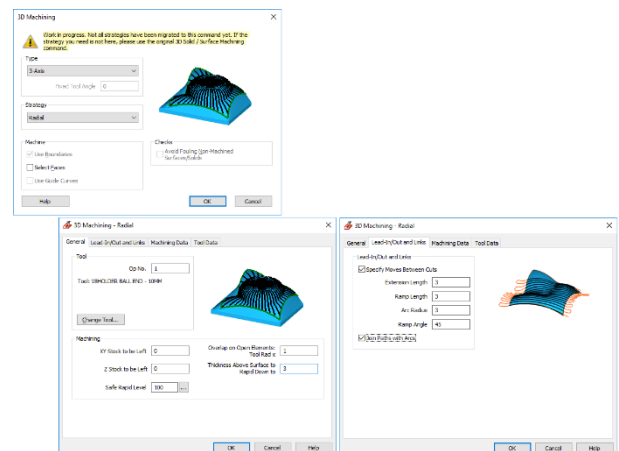 3D Machining
Work in progress. Not all strategies have
been migrated to this command yet. If the
strategy you need is not here, please use
the original 3D Solid / Surface Machining
command.
Type
3-Axis
Fixed Tool Angle 0
Strategy
Radial
Machine
Use Boundaries
Select Faces
Use Guide Curves
Checks
Avoid Fouling Non-Machined
Surfaces/Solids
Help OK Cancel
3D Machining - Radial
General Lead-In/Out and Links Machining Data Tool Data
Tool
Op No. 1
Tool: 18HOLDER, BALL END - 10MM
Change Tool...
Machining
XY Stock to be Left 0
Overlap on Open Elements:
Tool Rad x 1
Z Stock to be Left 0
Thickness Above Surface to
Rapid Down to 3
Safe Rapid Level 100 ...
OK Cancel Help
3D Machining - Radial
General Lead-In/Out and Links Machining Data Tool Data
Lead-In/Out and Links
Specify Moves Between Cuts
Extension Length 3
Ramp Length 3
Arc Radius 3
Ramp Angle 45
Join Paths with Arcs
OK Cancel Help